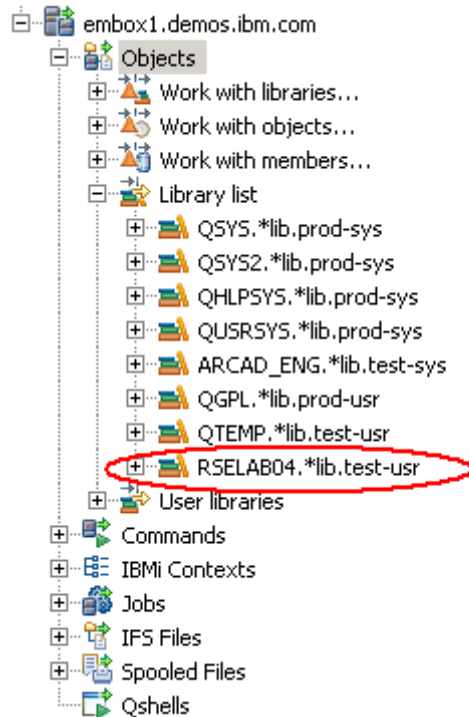 embox1.demos.ibm.com
Objects
Work with libraries...
Work with objects...
Work with members...
Library list
QSYS.*lib.prod-sys
QSYS2.*lib.prod-sys
QHLPSYS.*lib.prod-sys
QUSRSYS.*lib.prod-sys
ARCAD_ENG.*lib.test-sys
QGPL.*lib.prod-usr
QTEMP.*lib.test-usr
RSELAB04.*lib.test-usr
User libraries
Commands
IBMi Contexts
Jobs
IFS Files
Spooled Files
Qshells